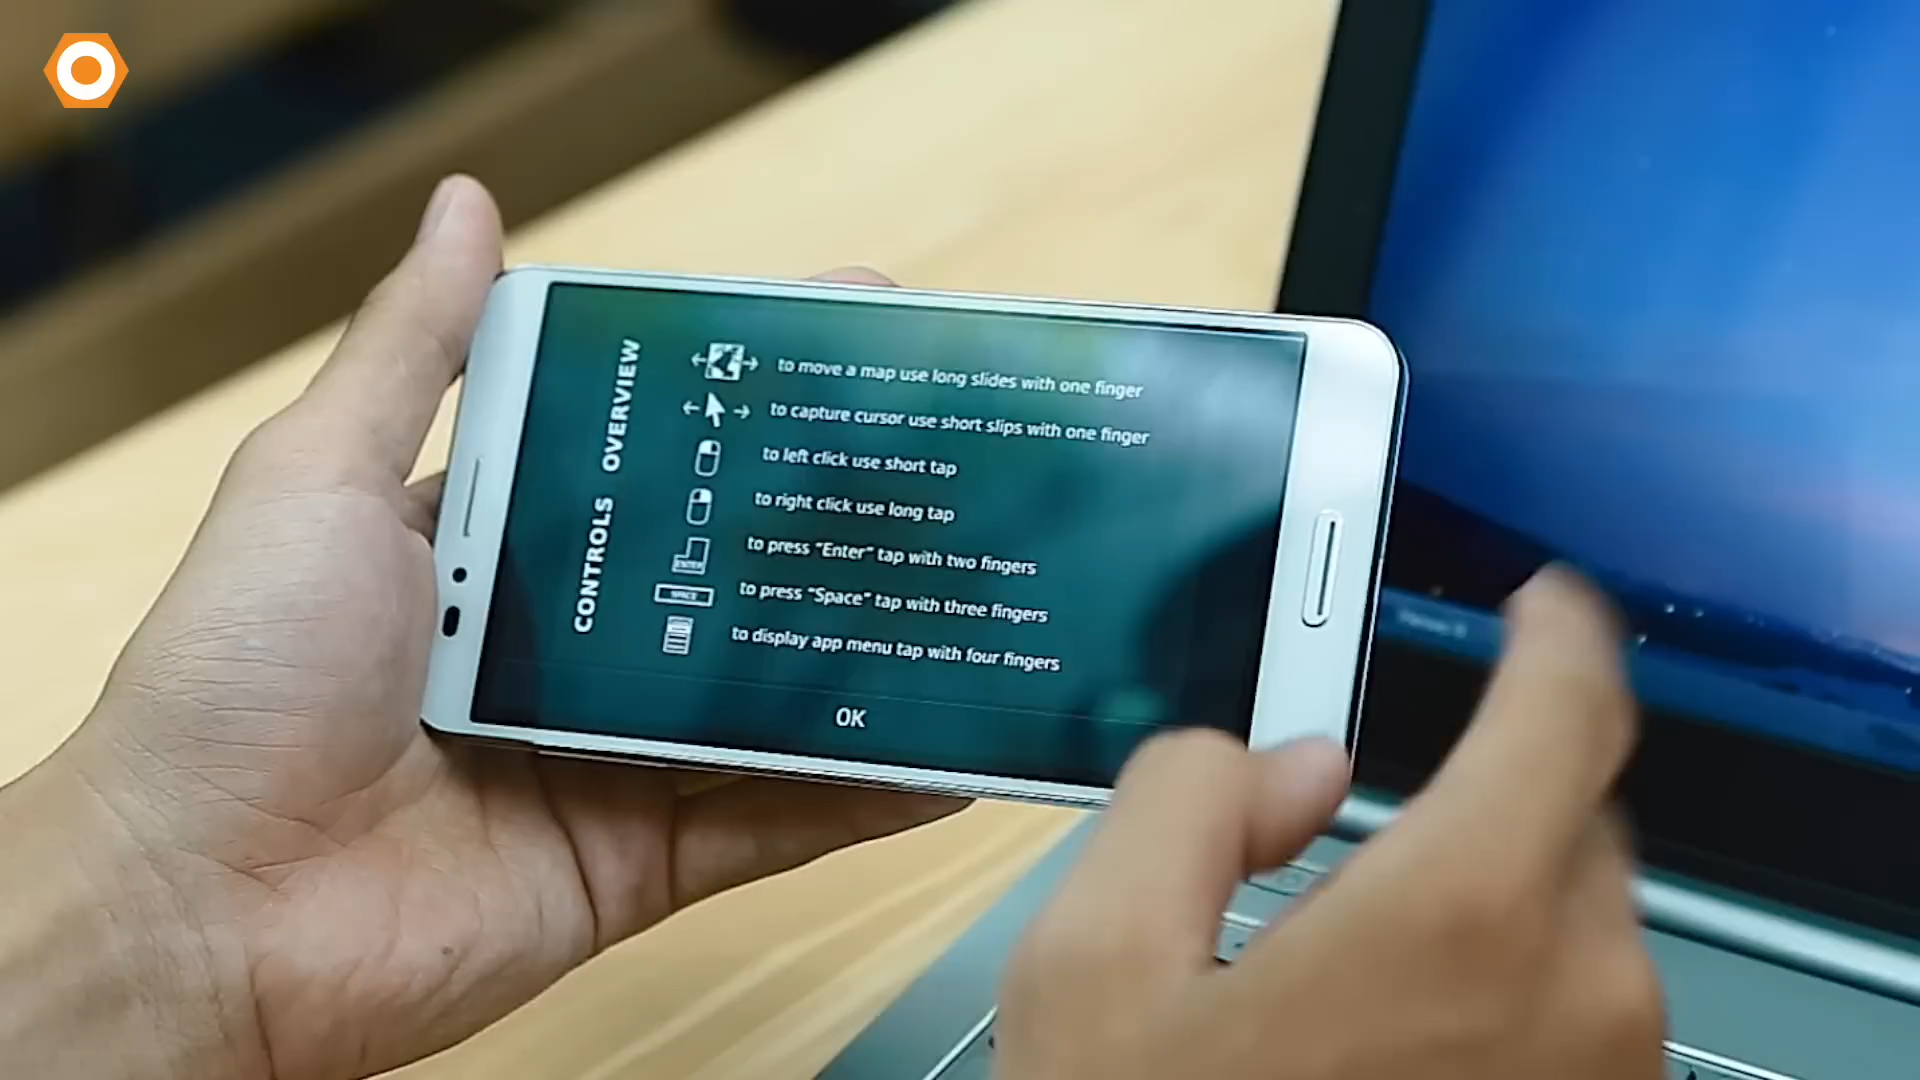 CONTROLS OVERVIEW
to move a map use long slides with one finger
to capture cursor use short slips with one finger
to left click use short tap
to right click use long tap
ENTER
to press “Enter” tap with two fingers
SPACE
to press “Space” tap with three fingers
to display app menu tap with four fingers
OK